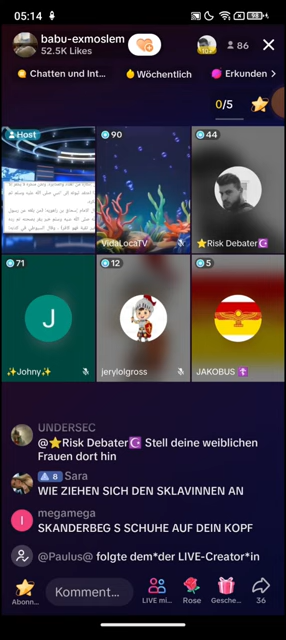 05:14
98
babu-exmoslem
52.5K Likes
86
Chatten und Int...
Wöchentlich
Erkunden >
0/5
Host
90
44
VidaLocaTV
⭐Risk Debater☪
71
12
5
J
✨Johny✨
jerylolgross
JAKOBUS ✝
UNDERSEC
@⭐Risk Debater☪ Stell deine weiblichen
Frauen dort hin
8 Sara
WIE ZIEHEN SICH DEN SKLAVINNEN AN
I
megamega
SKANDERBEG S SCHUHE AUF DEIN KOPF
@Paulus@ folgte dem*der LIVE-Creator*in
Komment...
Abonn...
LIVE mi...
Rose
Gesche...
36